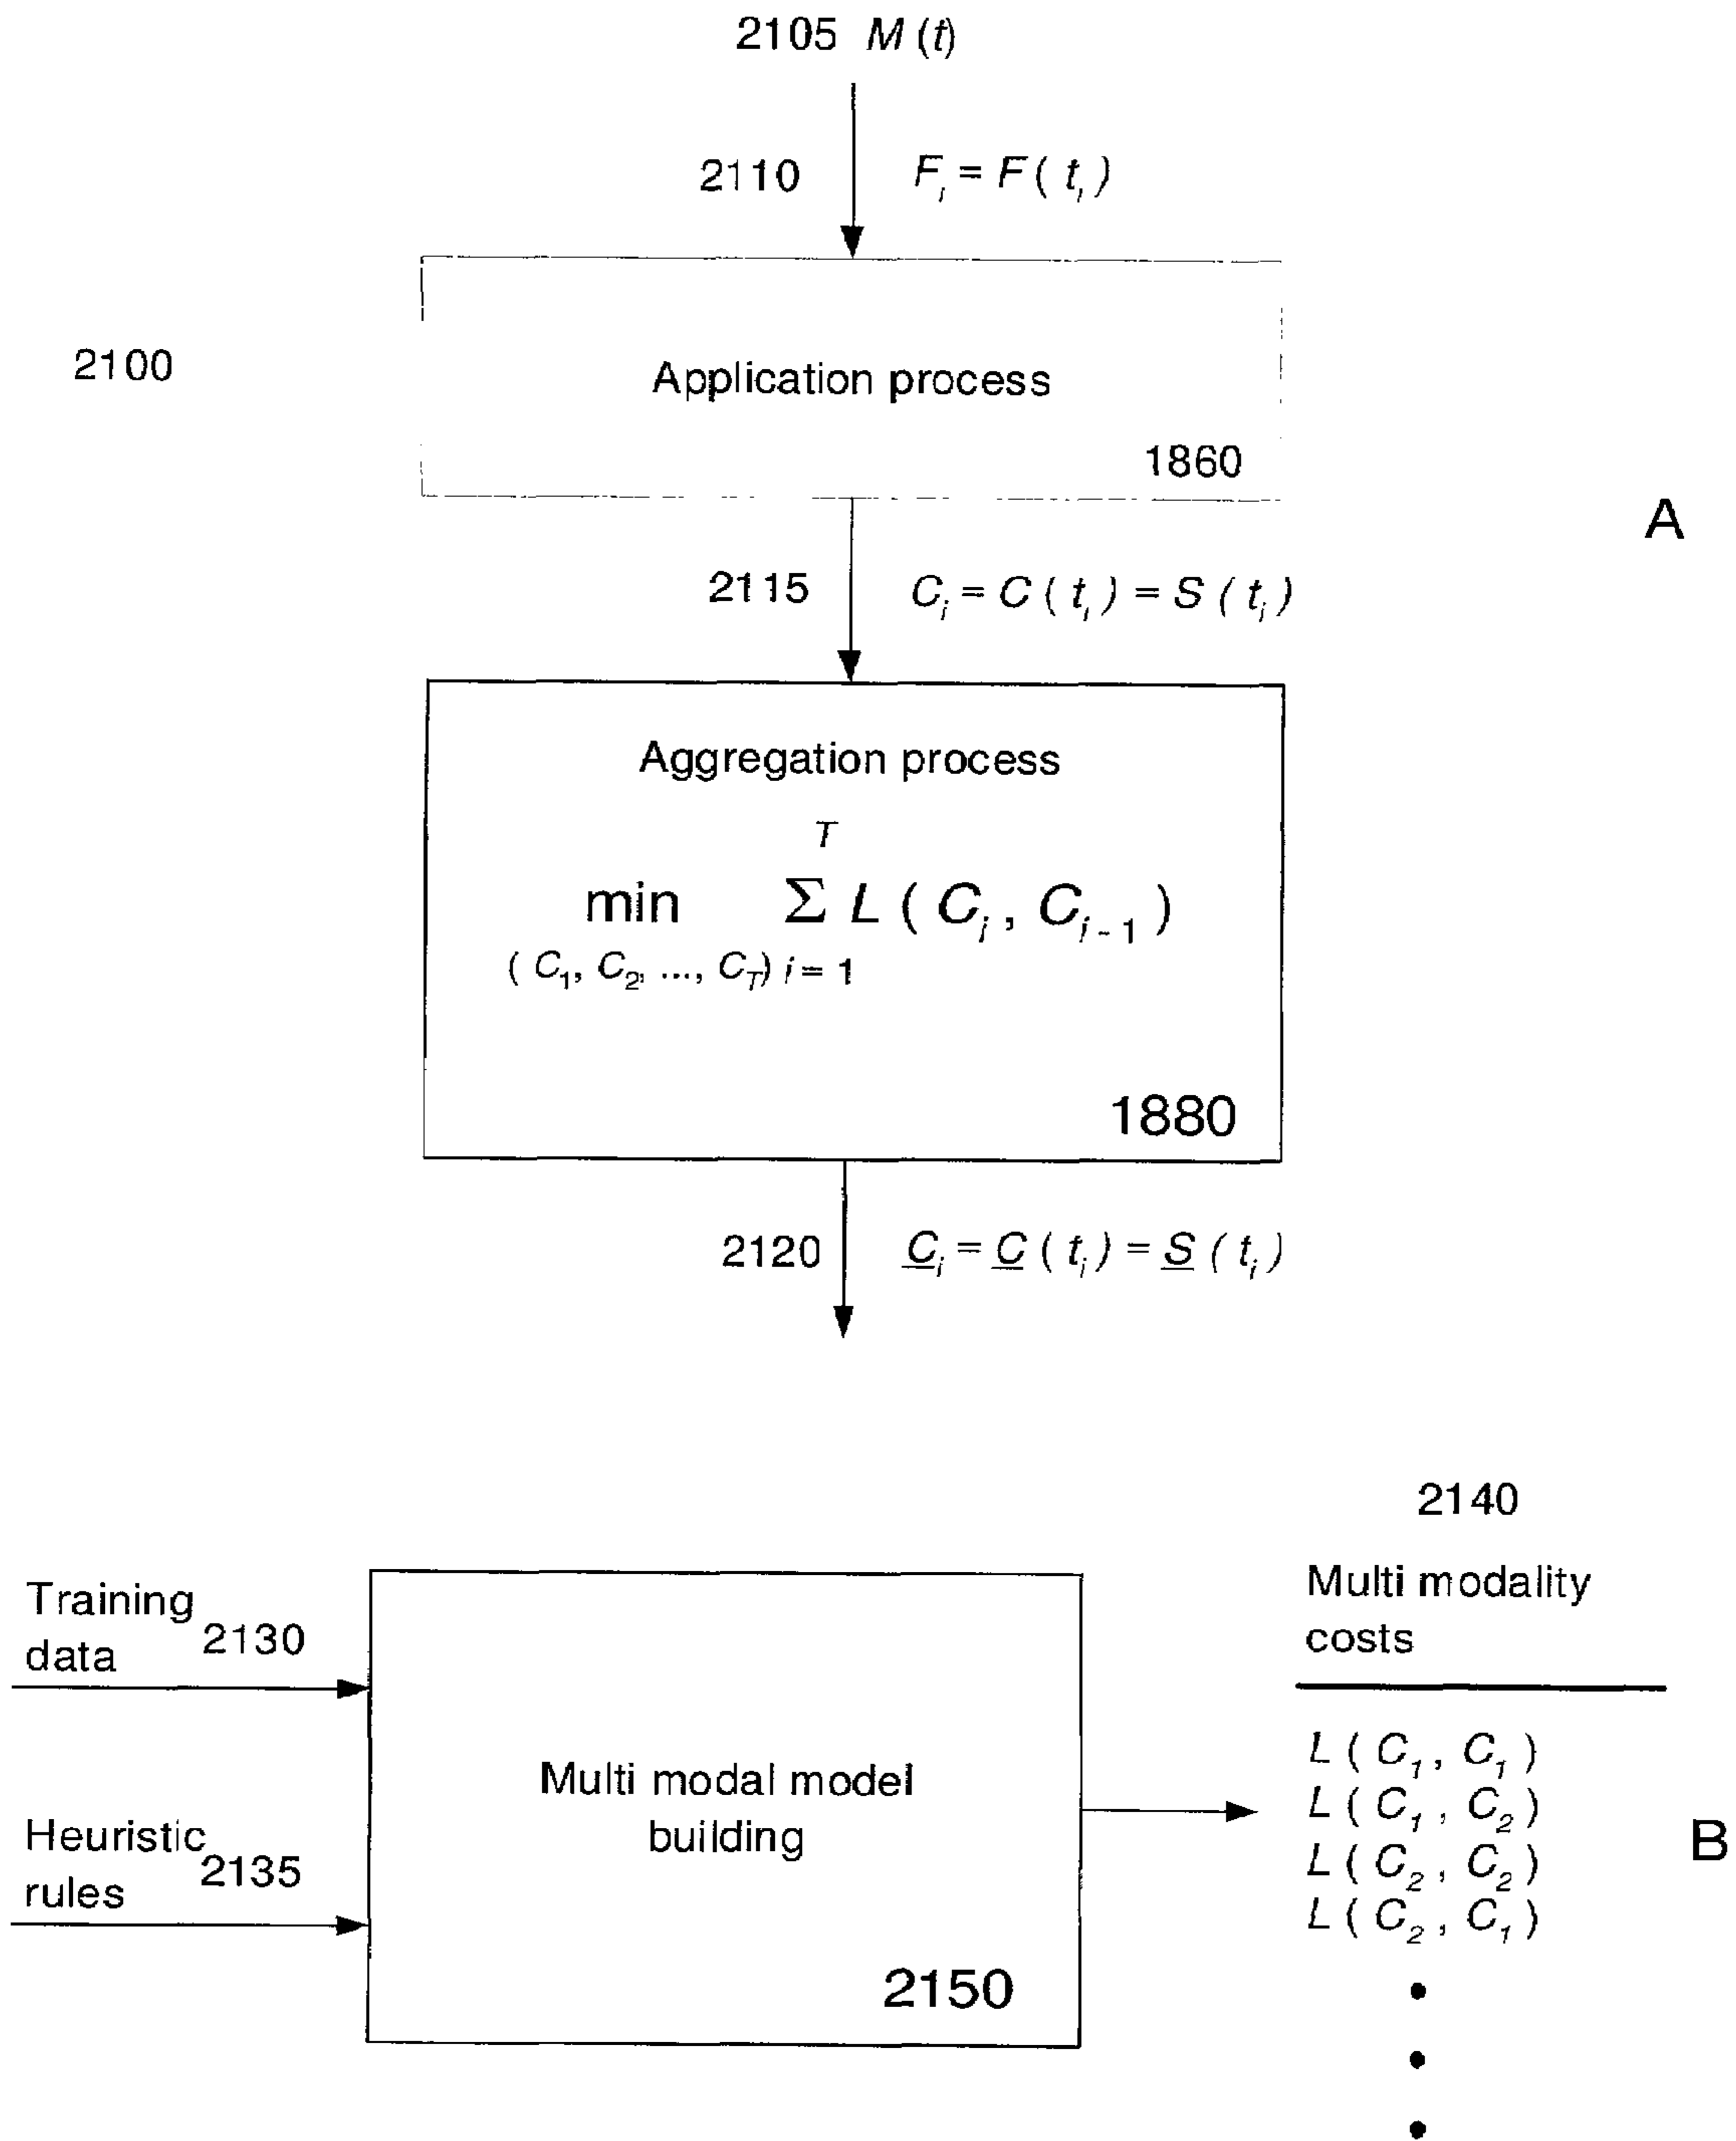 2105 M (t)
2110 F_i = F ( t_i )
2100
Application process
1860
A
2115 C_i = C ( t_i ) = S ( t_i )
Aggregation process
T
min Σ L ( C_i , C_{i-1} )
( C_1, C_2, ..., C_T) i = 1
1880
2120 C_i = C ( t_i ) = S ( t_i )
2140
Multi modality
costs
Training
data 2130
Heuristic
rules 2135
Multi modal model
building
2150
L ( C_1 , C_1 )
L ( C_1 , C_2 )
L ( C_2 , C_2 )
L ( C_2 , C_1 )
B